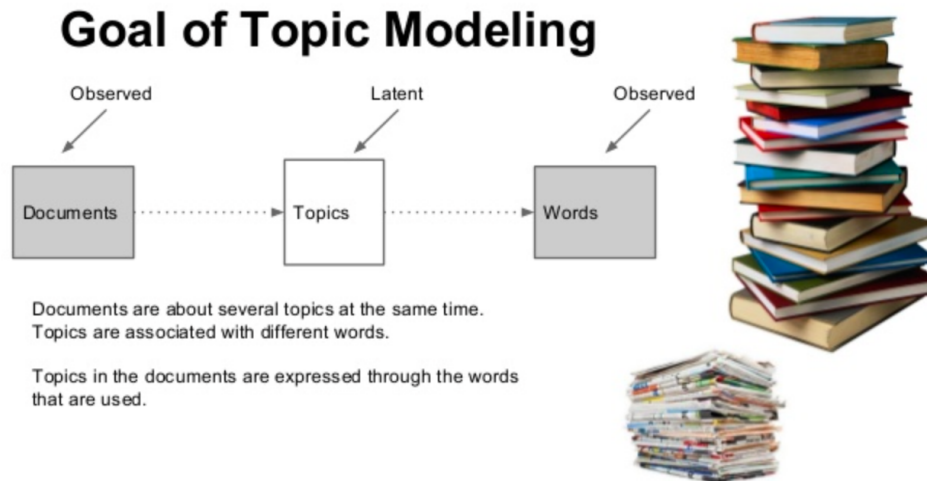 Goal of Topic Modeling
Observed
Latent
Observed
Documents
Topics
Words
Documents are about several topics at the same time.
Topics are associated with different words.
Topics in the documents are expressed through the words
that are used.